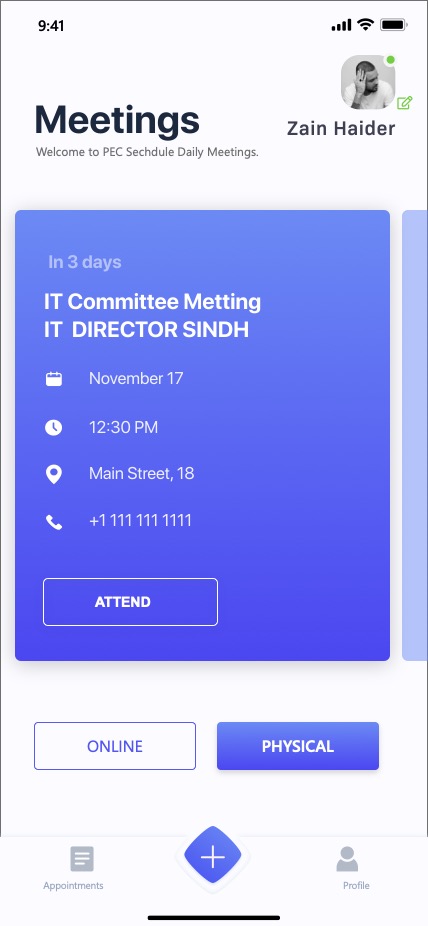 9:41
Meetings
Zain Haider
Welcome to PEC Sechdule Daily Meetings.
In 3 days
IT Committee Metting
IT DIRECTOR SINDH
November 17
12:30 PM
Main Street, 18
+1 111 111 1111
ATTEND
ONLINE
PHYSICAL
Appointments
Profile